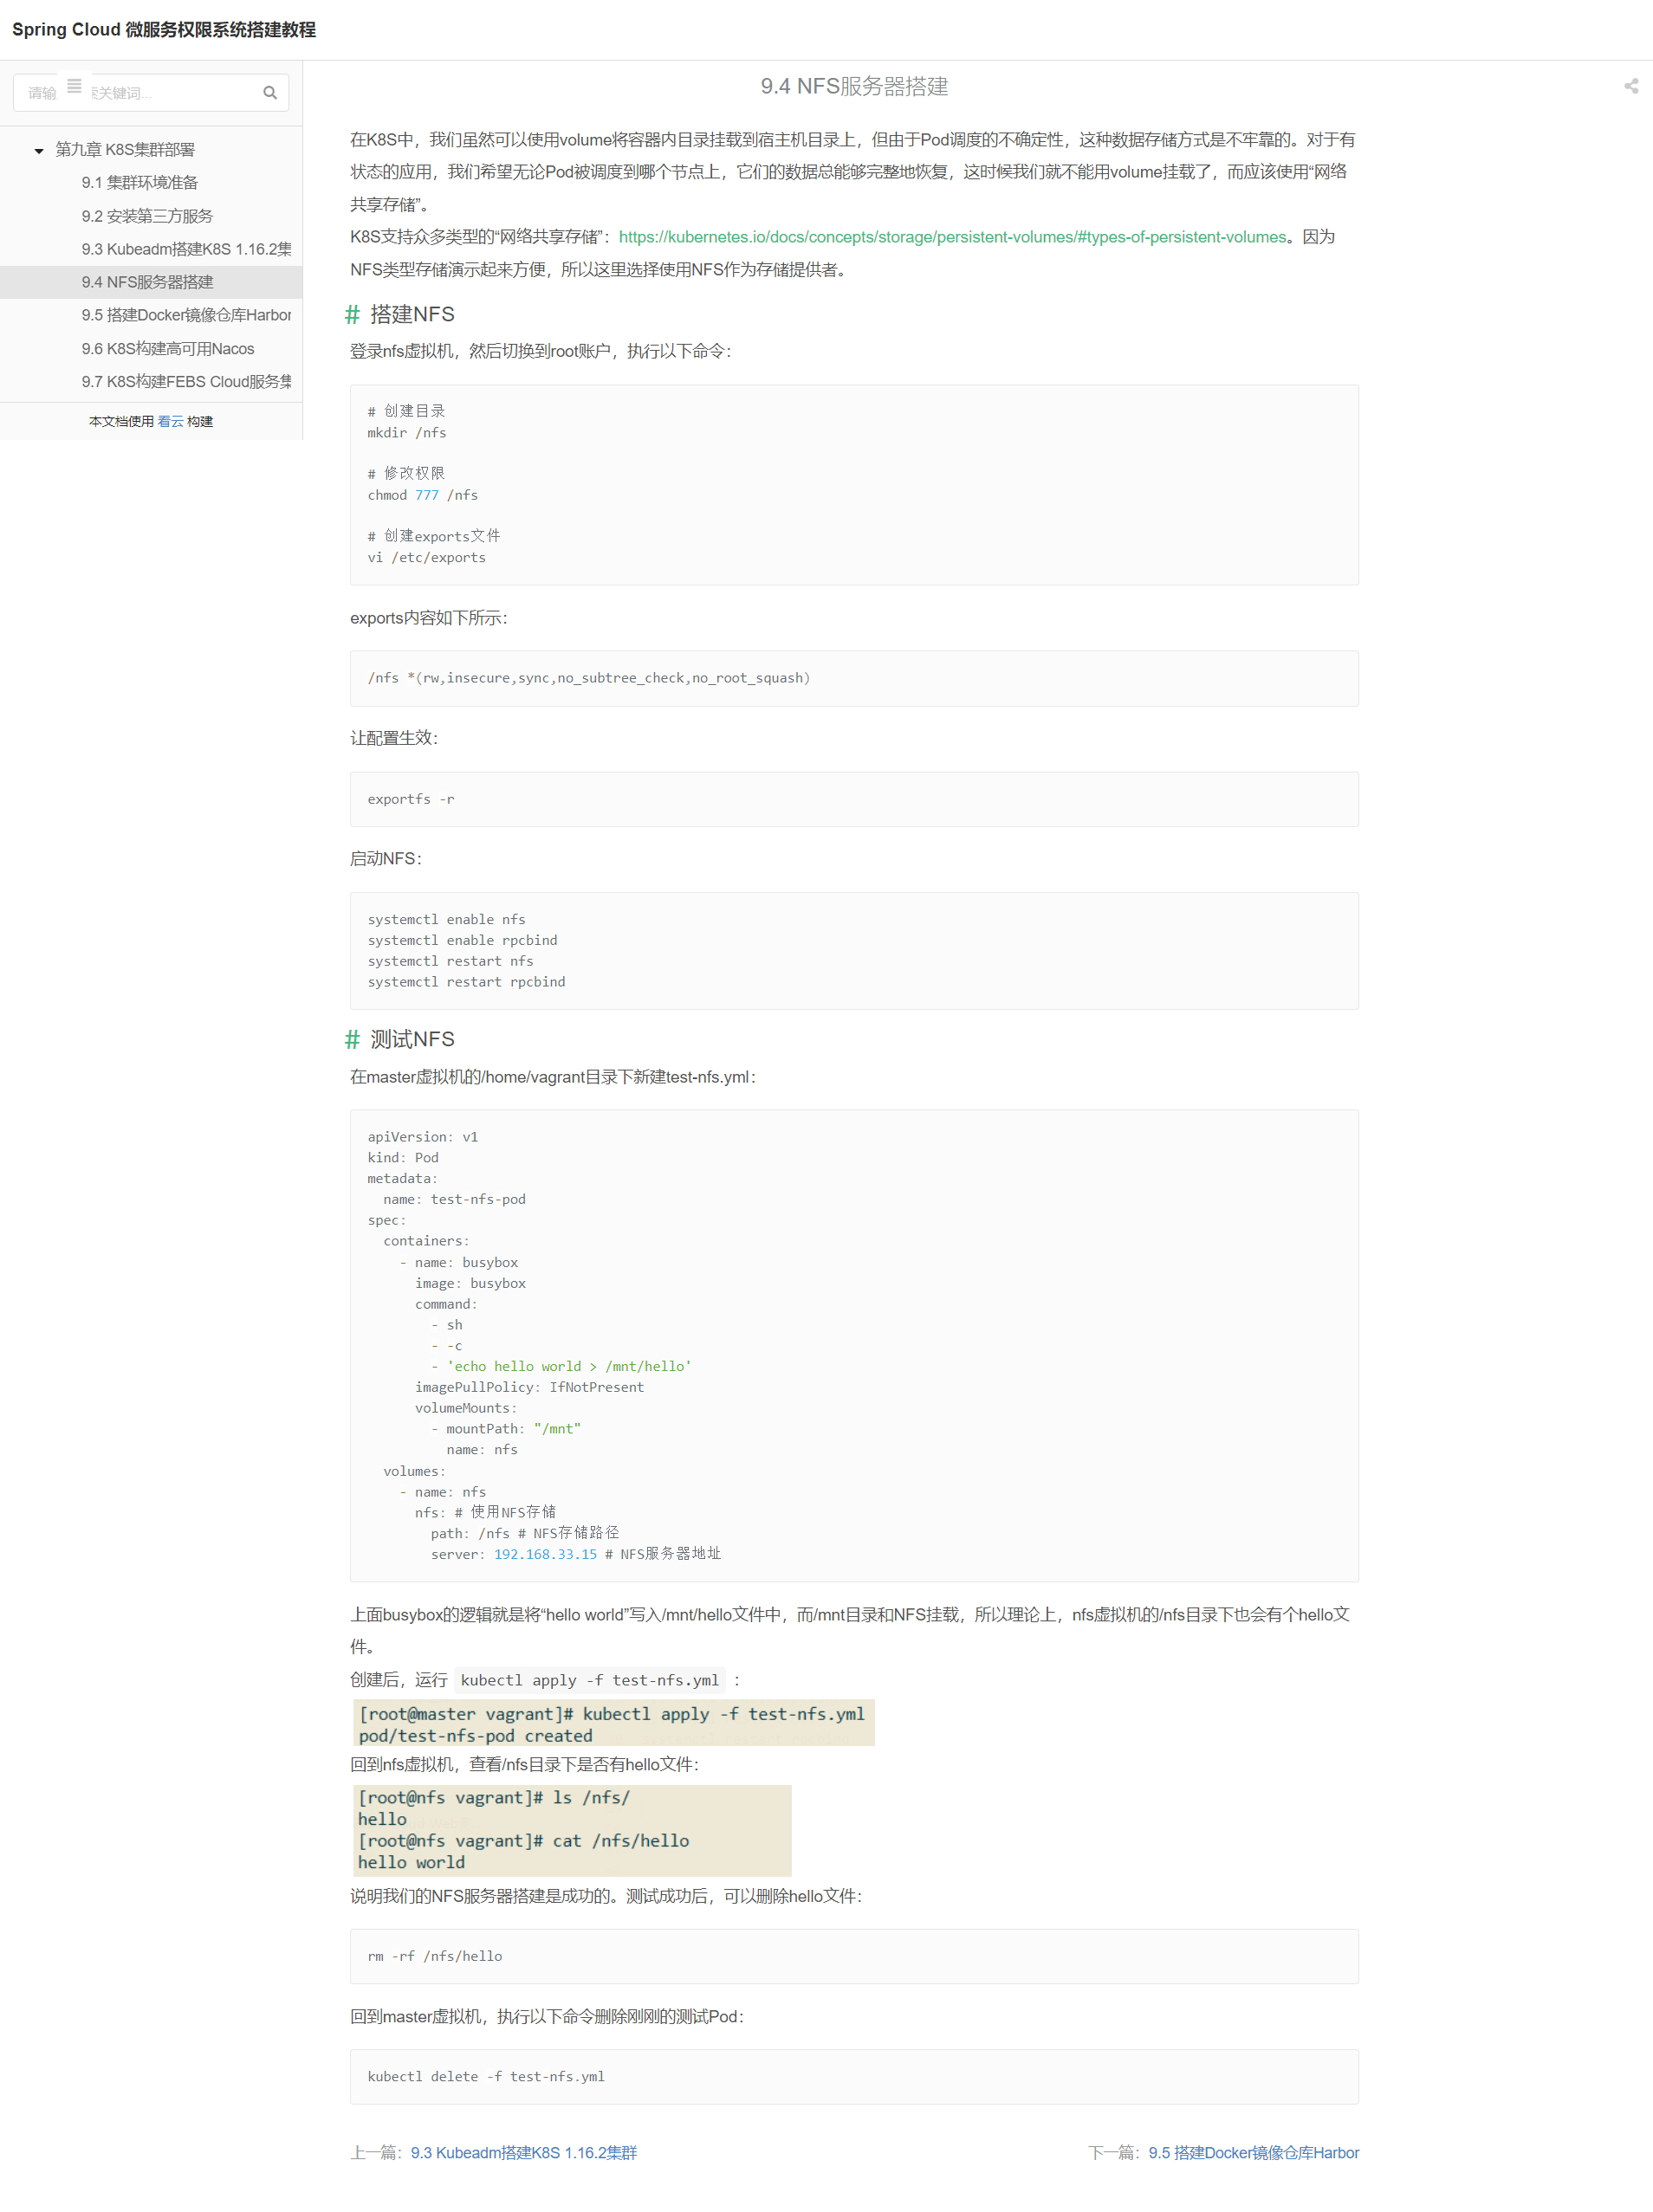 Spring Cloud 微服务权限系统搭建教程
请输 关键词...
第九章 K8S集群部署
9.1 集群环境准备
9.2 安装第三方服务
9.3 Kubeadm搭建K8S 1.16.2集
9.4 NFS服务器搭建
9.5 搭建Docker镜像仓库Harbor
9.6 K8S构建高可用Nacos
9.7 K8S构建FEBS Cloud服务集
本文档使用 看云 构建
9.4 NFS服务器搭建
在K8S中，我们虽然可以使用volume将容器内目录挂载到宿主机目录上，但由于Pod调度的不确定性，这种数据存储方式是不牢靠的。对于有
状态的应用，我们希望无论Pod被调度到哪个节点上，它们的数据总能够完整地恢复，这时候我们就不能用volume挂载了，而应该使用“网络
共享存储”。
K8S支持众多类型的“网络共享存储”：https://kubernetes.io/docs/concepts/storage/persistent-volumes/#types-of-persistent-volumes。因为
NFS类型存储演示起来方便，所以这里选择使用NFS作为存储提供者。
# 搭建NFS
登录nfs虚拟机，然后切换到root账户，执行以下命令：
# 创建目录
mkdir /nfs
# 修改权限
chmod 777 /nfs
# 创建exports文件
vi /etc/exports
exports内容如下所示：
/nfs *(rw,insecure,sync,no_subtree_check,no_root_squash)
让配置生效：
exportfs -r
启动NFS：
systemctl enable nfs
systemctl enable rpcbind
systemctl restart nfs
systemctl restart rpcbind
# 测试NFS
在master虚拟机的/home/vagrant目录下新建test-nfs.yml：
apiVersion: v1
kind: Pod
metadata:
  name: test-nfs-pod
spec:
  containers:
    - name: busybox
      image: busybox
      command:
        - sh
        - -c
        - 'echo hello world > /mnt/hello'
      imagePullPolicy: IfNotPresent
      volumeMounts:
        - mountPath: "/mnt"
          name: nfs
  volumes:
    - name: nfs
      nfs: # 使用NFS存储
        path: /nfs # NFS存储路径
        server: 192.168.33.15 # NFS服务器地址
上面busybox的逻辑就是将“hello world”写入/mnt/hello文件中，而/mnt目录和NFS挂载，所以理论上，nfs虚拟机的/nfs目录下也会有个hello文
件。
创建后，运行 kubectl apply -f test-nfs.yml ：
[root@master vagrant]# kubectl apply -f test-nfs.yml
pod/test-nfs-pod created
回到nfs虚拟机，查看/nfs目录下是否有hello文件：
[root@nfs vagrant]# ls /nfs/
hello
[root@nfs vagrant]# cat /nfs/hello
hello world
说明我们的NFS服务器搭建是成功的。测试成功后，可以删除hello文件：
rm -rf /nfs/hello
回到master虚拟机，执行以下命令删除刚刚的测试Pod：
kubectl delete -f test-nfs.yml
上一篇：9.3 Kubeadm搭建K8S 1.16.2集群
下一篇：9.5 搭建Docker镜像仓库Harbor